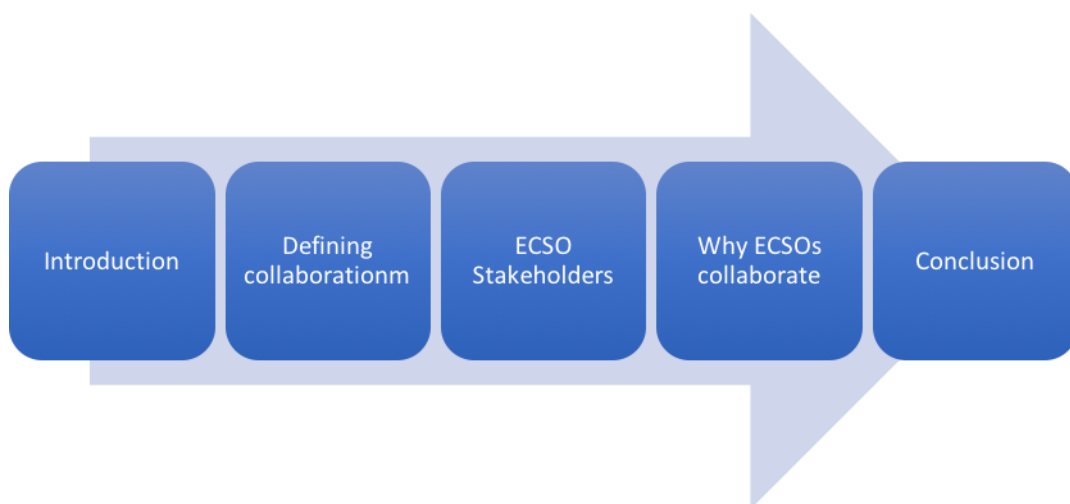 Introduction
Defining
collaborationm
ECSO
Stakeholders
Why ECSOs
collaborate
Conclusion